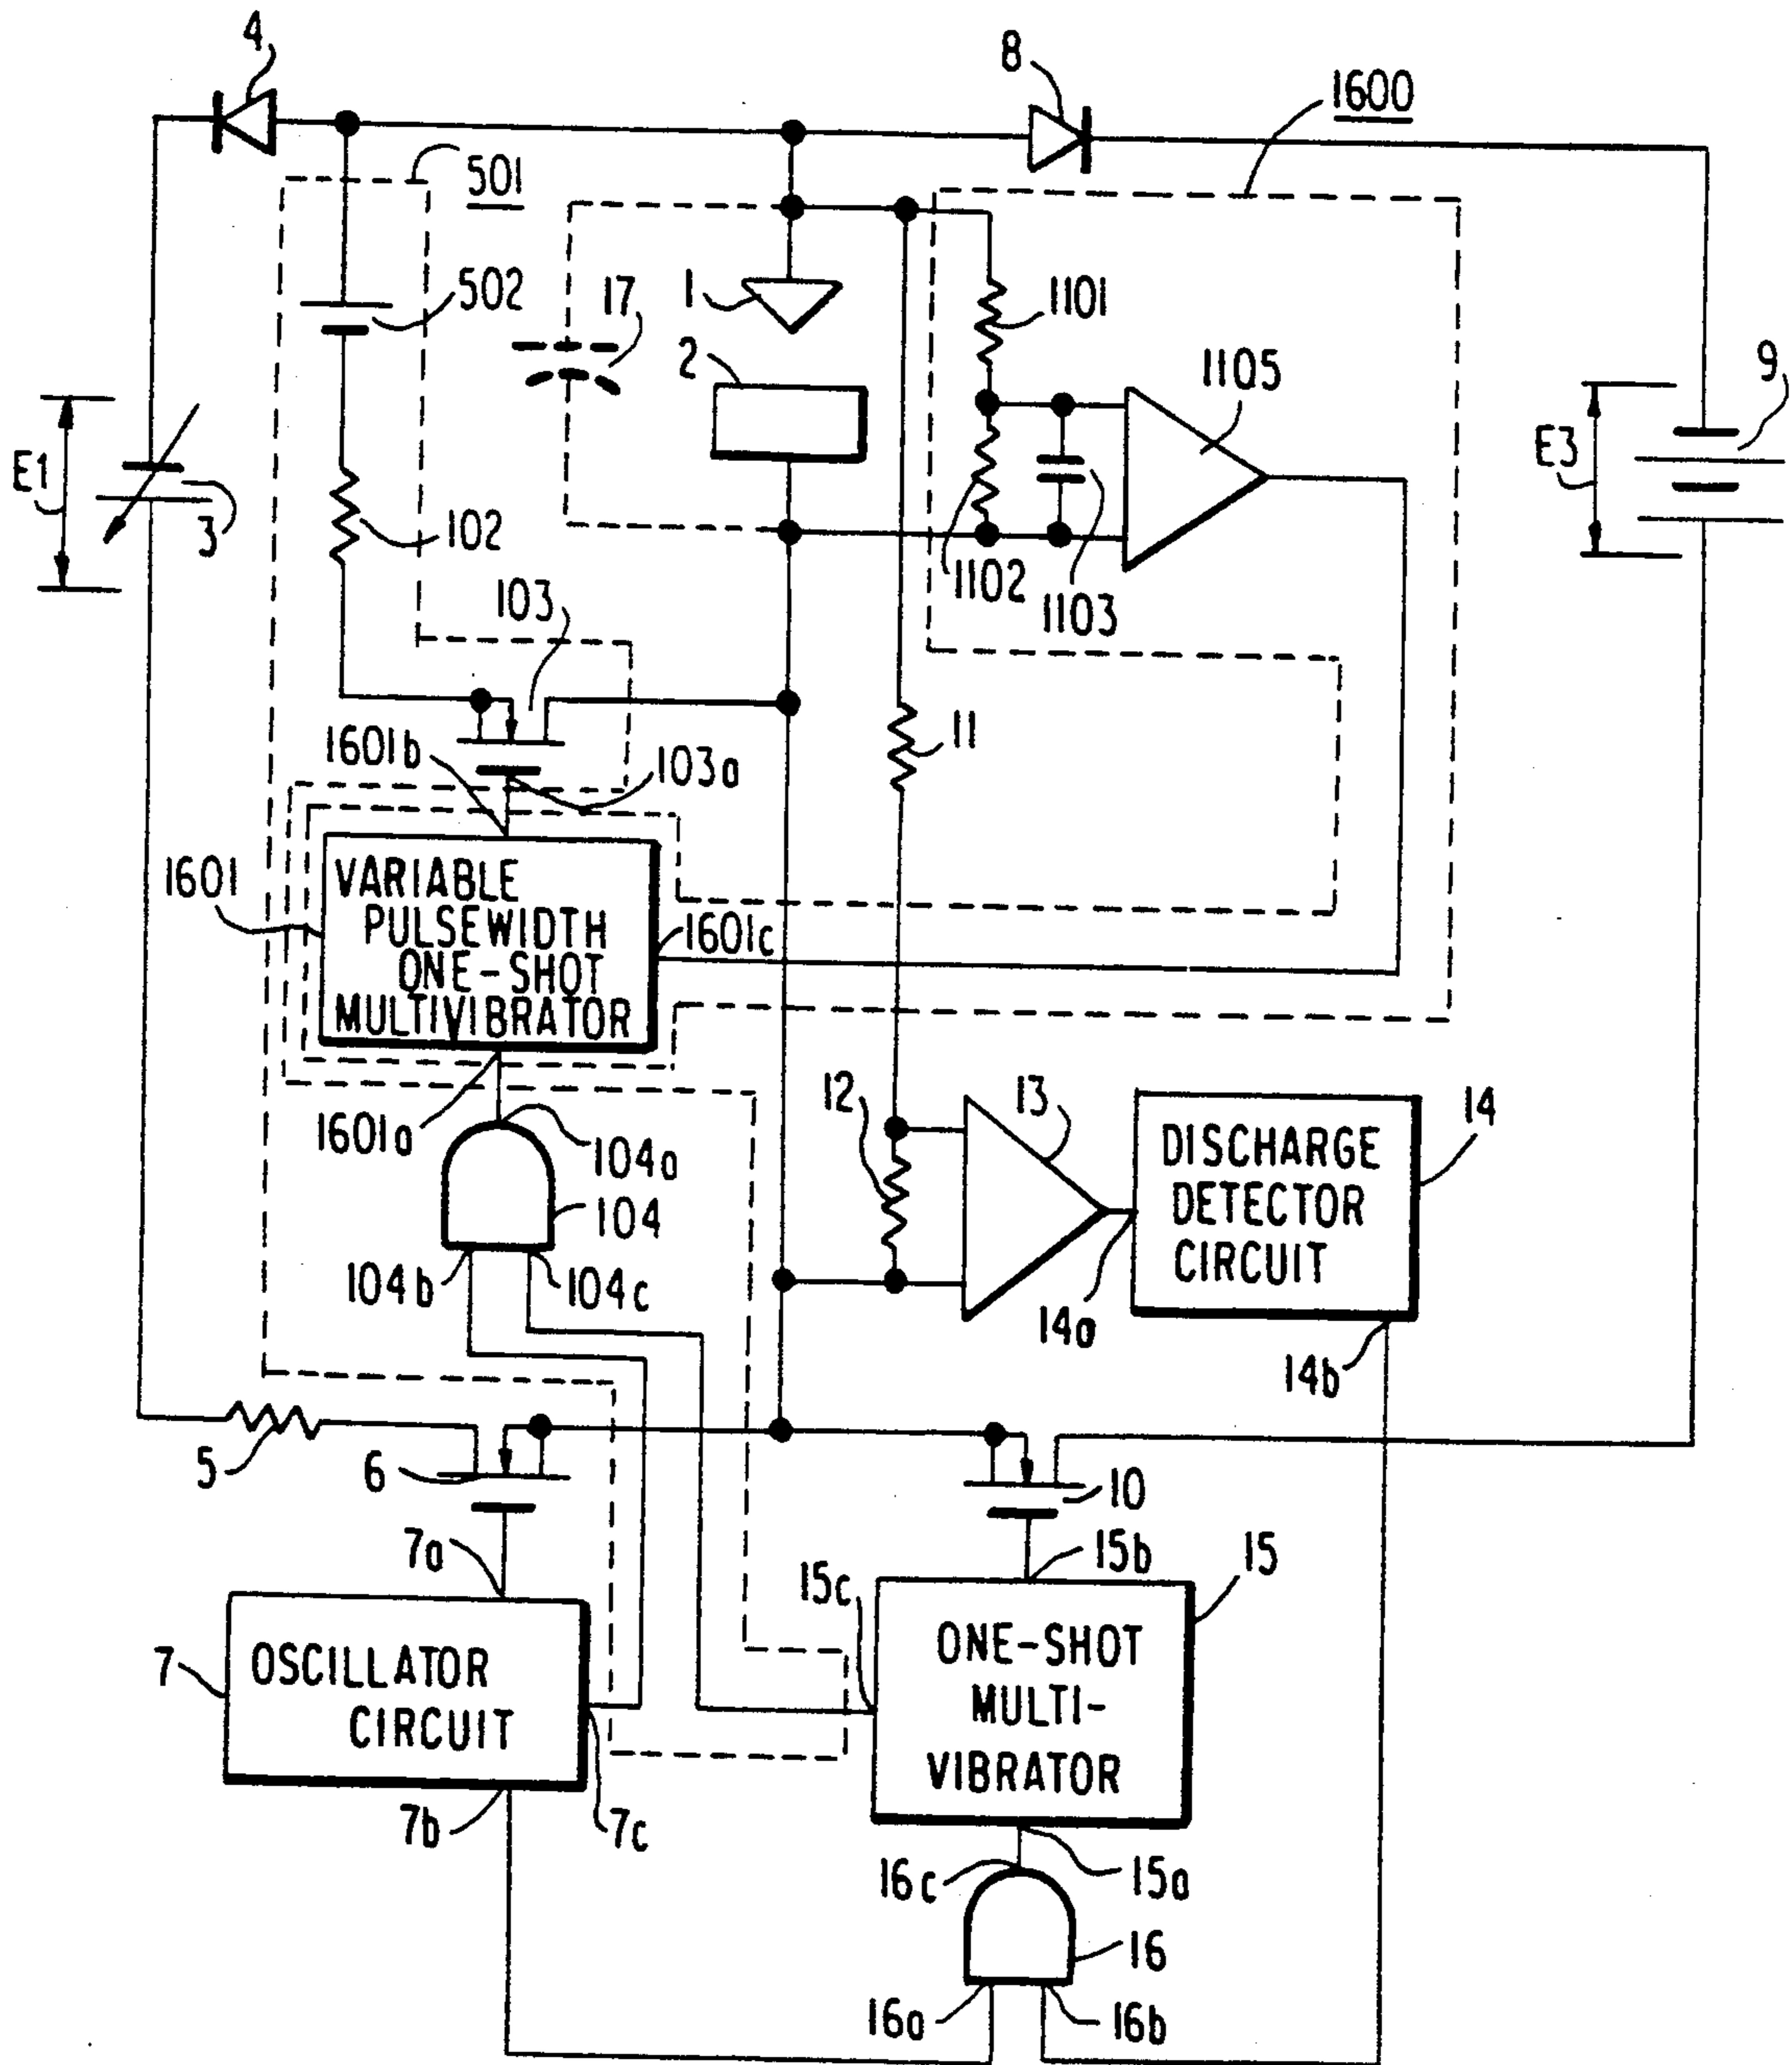 4
8
1600
501
502
17
1
1101
2
1105
9
E1
3
102
E3
1102
1103
103
11
1601b
103a
1601
VARIABLE
PULSEWIDTH
ONE-SHOT
MULTIVIBRATOR
1601c
1601a
104a
12
13
14
DISCHARGE
DETECTOR
CIRCUIT
104
104b
104c
14a
14b
5
6
10
7a
15c
15b
15
7
OSCILLATOR
CIRCUIT
ONE-SHOT
MULTI-
VIBRATOR
7b
7c
16c
15a
16
16a
16b